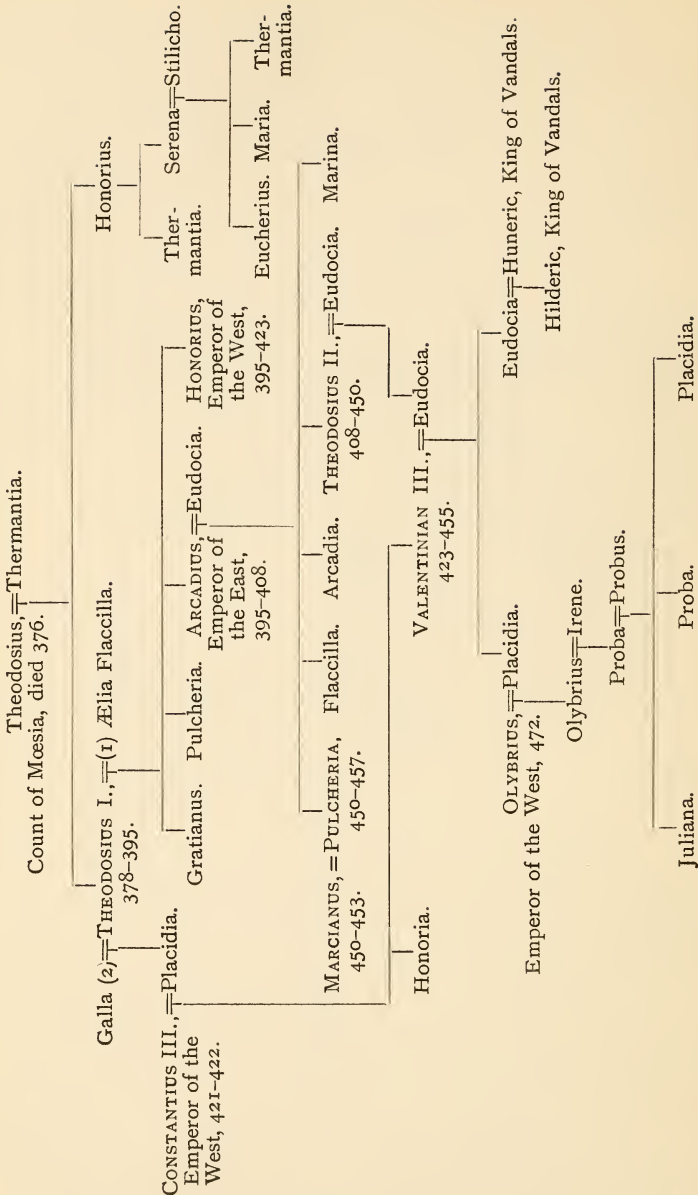 Theodosius,=Thermantia.
Count of Mœsia, died 376.
Galla (2)=THEODOSIUS I.,=(1) Ælia Flaccilla.
378–395.
Honorius.
CONSTANTIUS III.,=Placidia.
Emperor of the
West, 421–422.
Gratianus. Pulcheria. ARCADIUS,=Eudocia.
Emperor of
the East,
395–408.
HONORIUS,
Emperor of
the West,
395–423.
Ther-
mantia.
Serena=Stilicho.
Eucherius. Maria. Ther-
mantia.
MARCIANUS,=PULCHERIA,
450–453. 450–457.
Flaccilla. Arcadia. THEODOSIUS II.,=Eudocia. Marina.
408–450.
Honoria.
VALENTINIAN III.,=Eudocia.
423–455.
OLYBRIUS,=Placidia.
Emperor of the West, 472.
Eudocia=Huneric, King of Vandals.
Olybrius=Irene.
Hilderic, King of Vandals.
Proba=Probus.
Juliana. Proba. Placidia.